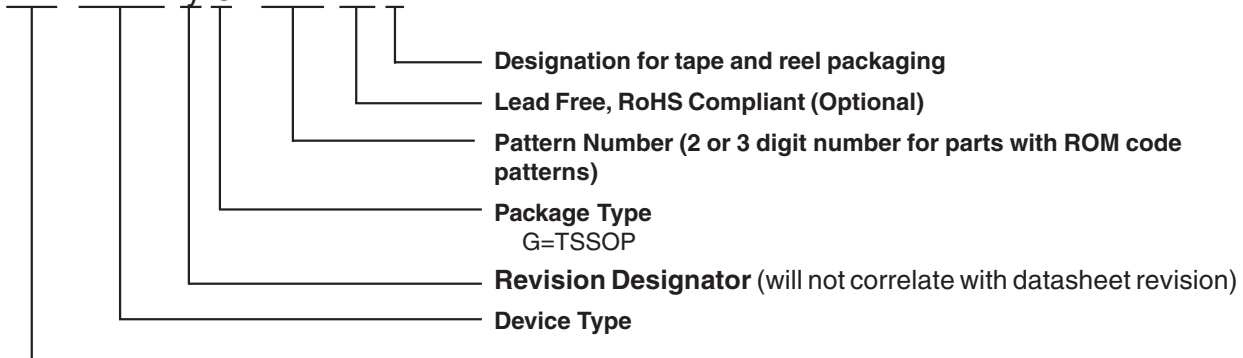 Designation for tape and reel packaging
Lead Free, RoHS Compliant (Optional)
Pattern Number (2 or 3 digit number for parts with ROM code
patterns)
Package Type
G=TSSOP
Revision Designator (will not correlate with datasheet revision)
Device Type